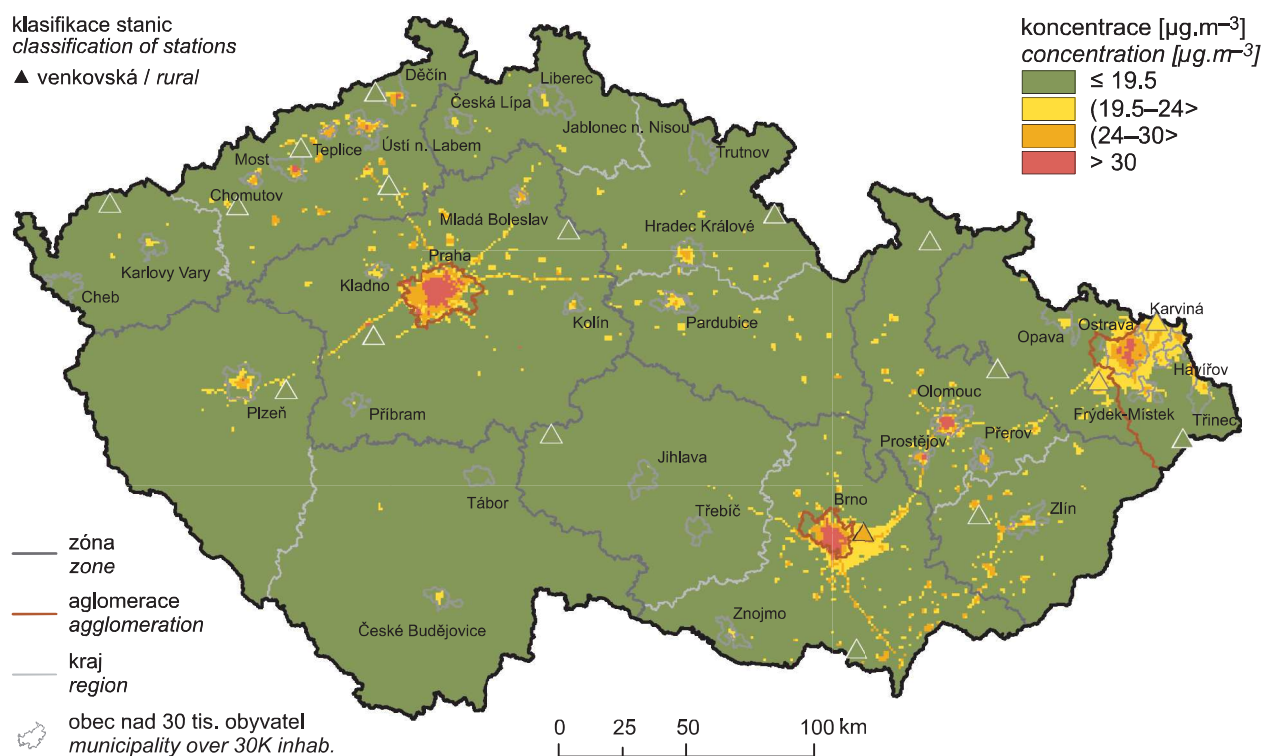 klasifikace stanic
classification of stations
▲ venkovská / rural
koncentrace [µg.m⁻³]
concentration [µg.m⁻³]
≤ 19.5
(19.5–24>
(24–30>
> 30
Děčín
Liberec
Česká Lípa
Jablonec n. Nisou
Ústí n. Labem
Teplice
Most
Chomutov
Trutnov
Mladá Boleslav
Hradec Králové
Karlovy Vary
Praha
Kladno
Cheb
Kolín
Pardubice
Karviná
Ostrava
Opava
Havířov
Plzeň
Příbram
Olomouc
Frýdek-Místek
Třinec
Prostějov
Přerov
Jihlava
Tábor
Třebíč
Brno
Zlín
České Budějovice
Znojmo
zóna
zone
aglomerace
agglomeration
kraj
region
obec nad 30 tis. obyvatel
municipality over 30K inhab.
0 25 50 100 km